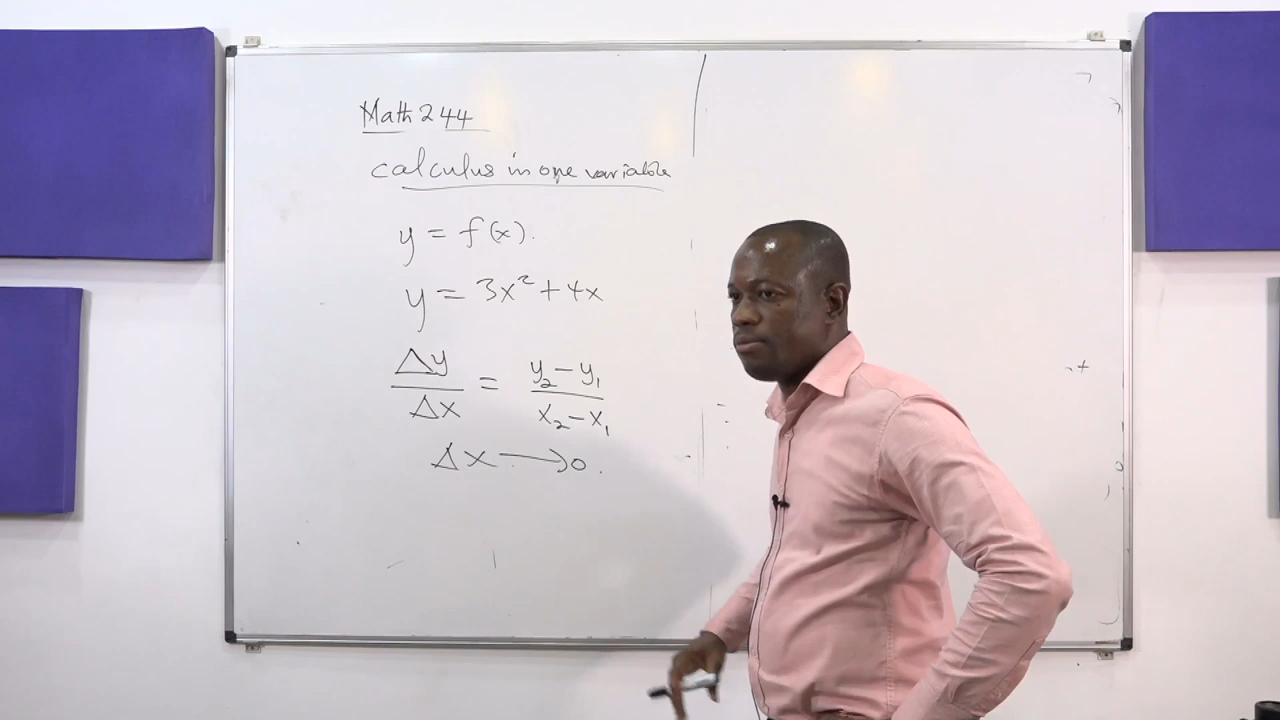 Math 244
calculus in one variable
y = f(x).
y = 3x² + 4x
Δy/Δx = y₂ - y₁/x₂ - x₁
Δx → 0.